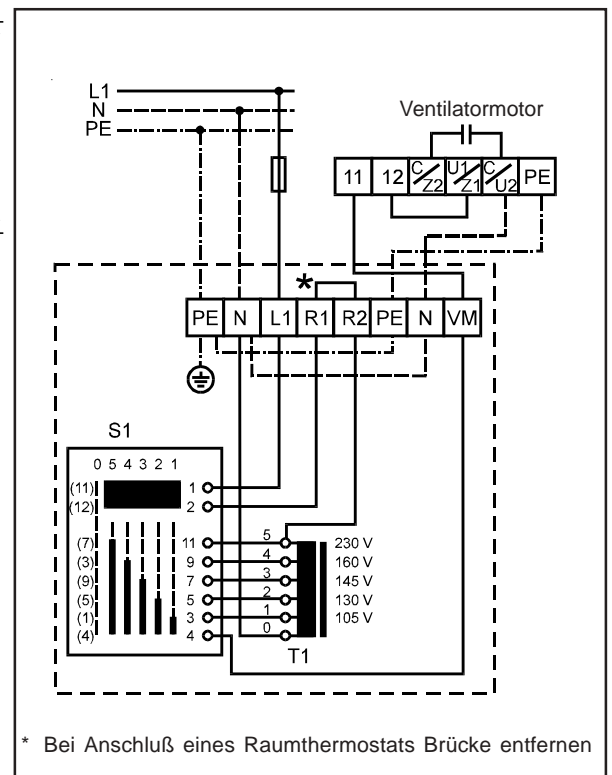 L1
N
PE
Ventilatormotor
11 12 C/Z2 U1/Z1 C/U2 PE
*
PE N L1 R1 R2 PE N VM
S1
0 5 4 3 2 1
(11) 1
(12) 2
(7) 11 5 230 V
(3) 9 4 160 V
(9) 7 3 145 V
(5) 5 2 130 V
(1) 3 1 105 V
(4) 4 0
T1
* Bei Anschluß eines Raumthermostats Brücke entfernen